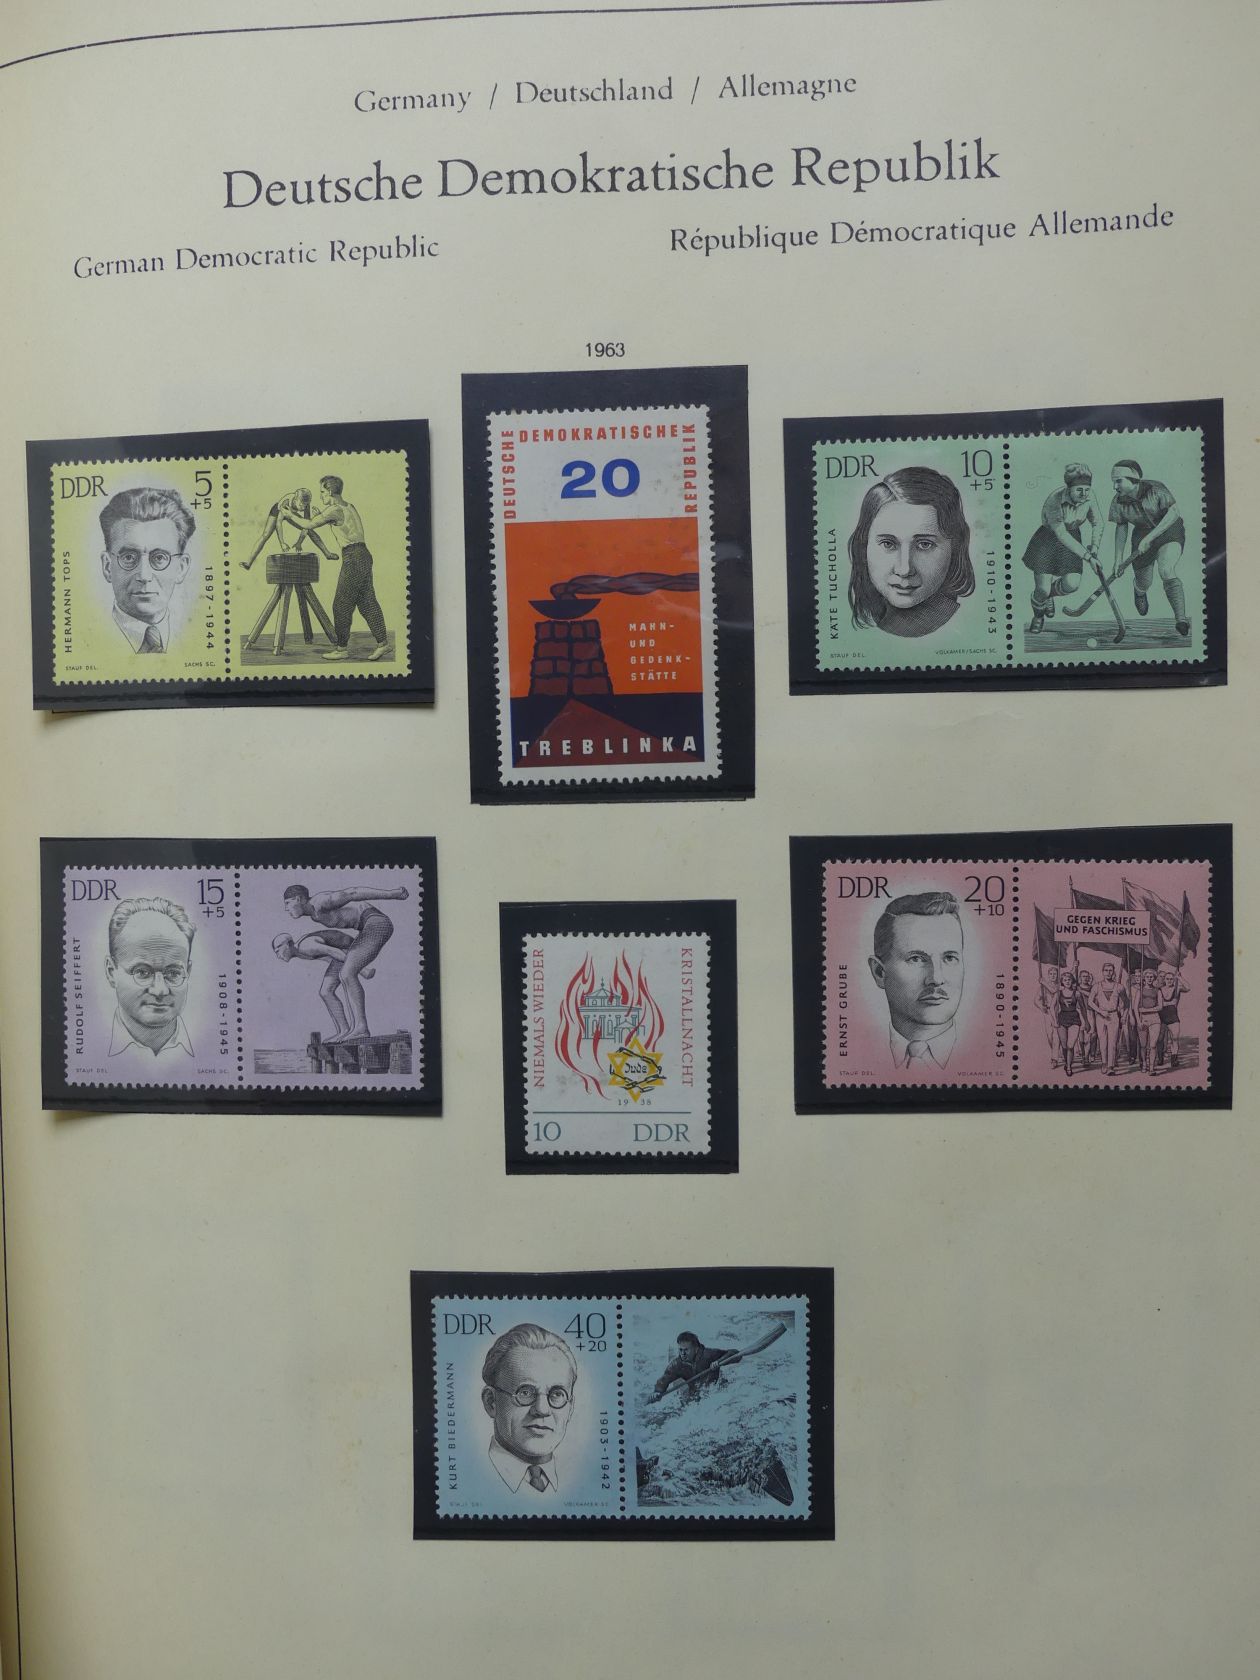 Germany / Deutschland / Allemagne
Deutsche Demokratische Republik
German Democratic Republic
République Démocratique Allemande
1963
DDR 5
+5
HERMANN TOPS
1897-1944
STAUF DEL.
SACHS SC.
DEUTSCHE
DEMOKRATISCHE
REPUBLIK
20
MAHN-
UND
GEDENK-
STÄTTE
TREBLINKA
DDR 10
+5
KÄTE TUCHOLLA
1910-1943
STAUF DEL.
VOLKAMER/SACHS SC.
DDR 15
+5
RUDOLF SEIFFERT
1908-1945
STAUF DEL.
SACHS SC.
NIEMALS WIEDER
KRISTALLNACHT
Jude
1938
10 DDR
DDR 20
+10
ERNST GRUBE
1890-1945
STAUF DEL.
VOLKAMER SC.
GEGEN KRIEG
UND FASCHISMUS
DDR 40
+20
KURT BIEDERMANN
1903-1942
STAUF DEL.
VOLKAMER SC.